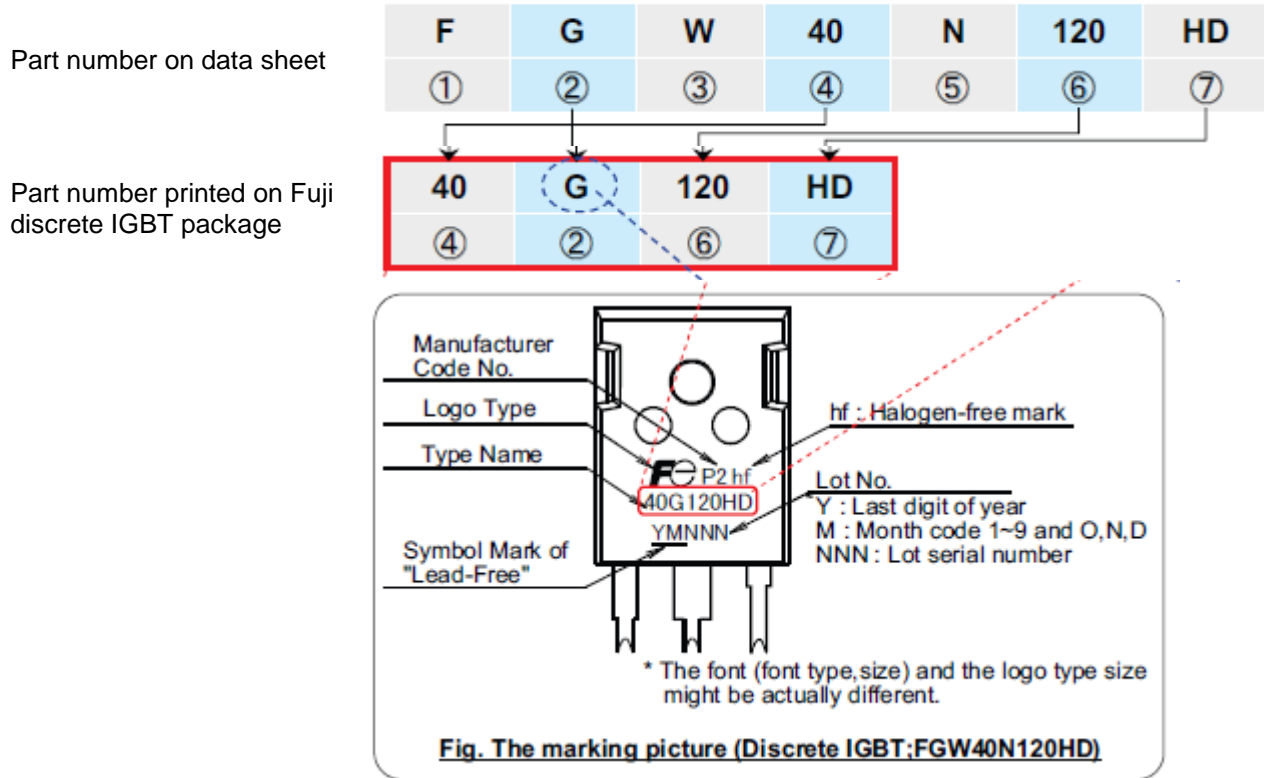 Part number on data sheet
F G W 40 N 120 HD
① ② ③ ④ ⑤ ⑥ ⑦
Part number printed on Fuji
discrete IGBT package
40 G 120 HD
④ ② ⑥ ⑦
Manufacturer
Code No.
Logo Type
Type Name
Symbol Mark of
"Lead-Free"
Fe P2 hf
40G120HD
YMNNN
hf : Halogen-free mark
Lot No.
Y : Last digit of year
M : Month code 1~9 and O,N,D
NNN : Lot serial number
* The font (font type,size) and the logo type size
might be actually different.
Fig. The marking picture (Discrete IGBT;FGW40N120HD)